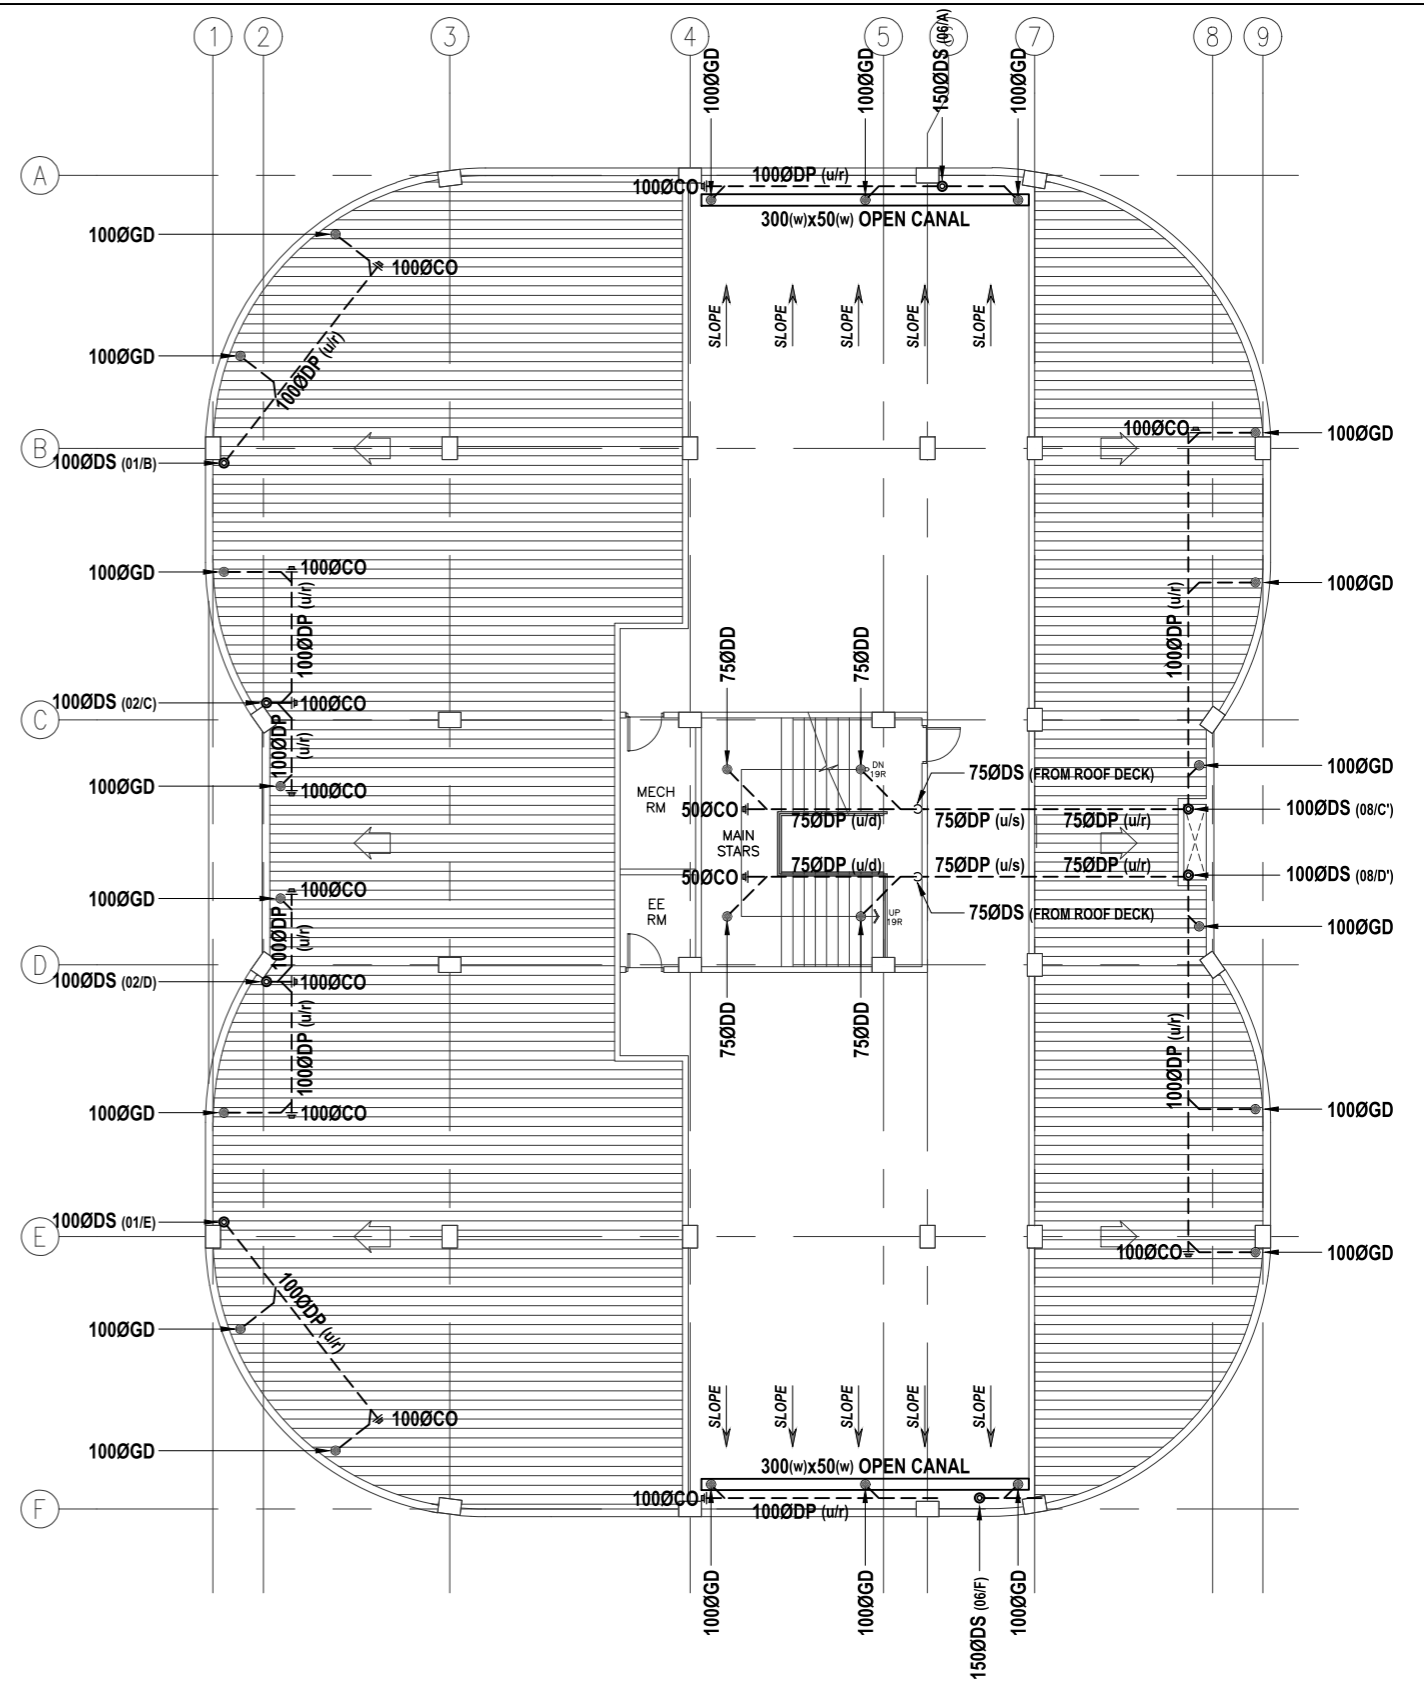 1 2 3 4 5 7 8 9
100ØGD
100ØGD
150ØDS (06/A)
100ØGD
A
100ØDP (u/r)
100ØCO
300(w)x50(w) OPEN CANAL
100ØGD
100ØCO
SLOPE SLOPE SLOPE SLOPE SLOPE
100ØGD
100ØDP (u/r)
100ØCO
100ØGD
B
100ØDS (01/B)
100ØGD
100ØCO
100ØGD
100ØDP (u/r)
100ØDP (u/r)
75ØDD
75ØDD
100ØDS (02/C)
100ØCO
C
100ØDP (u/r)
DN
19R
75ØDS (FROM ROOF DECK)
100ØGD
100ØGD
100ØCO
MECH
RM
50ØCO
75ØDP (u/d)
75ØDP (u/s)
75ØDP (u/r)
100ØDS (08/C')
MAIN
STARS
75ØDP (u/d)
75ØDP (u/s)
75ØDP (u/r)
50ØCO
100ØDS (08/D')
100ØGD
100ØCO
EE
RM
UP
19R
75ØDS (FROM ROOF DECK)
100ØDP (u/r)
100ØGD
D
100ØDS (02/D)
100ØCO
75ØDD
75ØDD
100ØDP (u/r)
100ØDP (u/r)
100ØGD
100ØCO
100ØGD
100ØDS (01/E)
E
100ØCO
100ØGD
100ØDP (u/r)
100ØGD
SLOPE SLOPE SLOPE SLOPE SLOPE
100ØCO
100ØGD
300(w)x50(w) OPEN CANAL
100ØCO
F
100ØDP (u/r)
100ØGD
100ØGD
150ØDS (06/F)
100ØGD